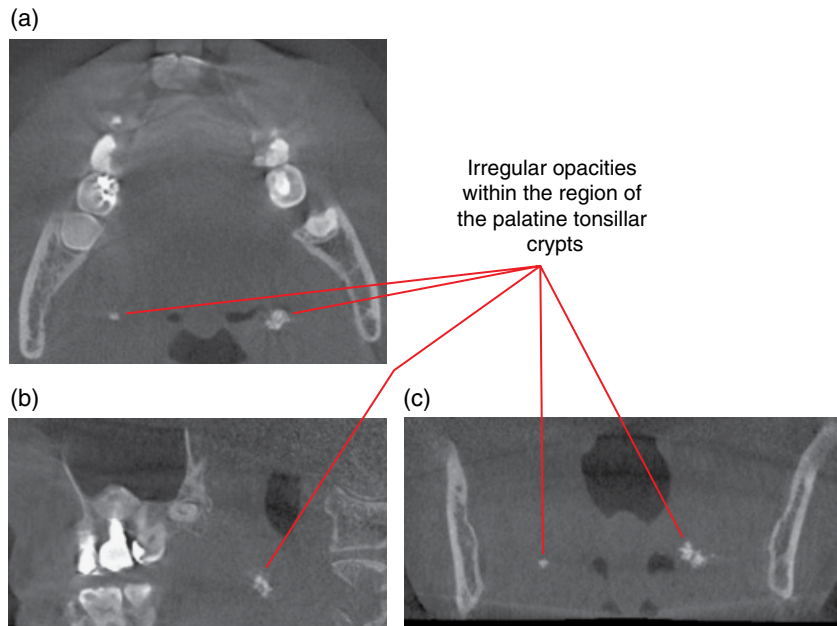 (a)
Irregular opacities
within the region of
the palatine tonsillar
crypts
(b)
(c)